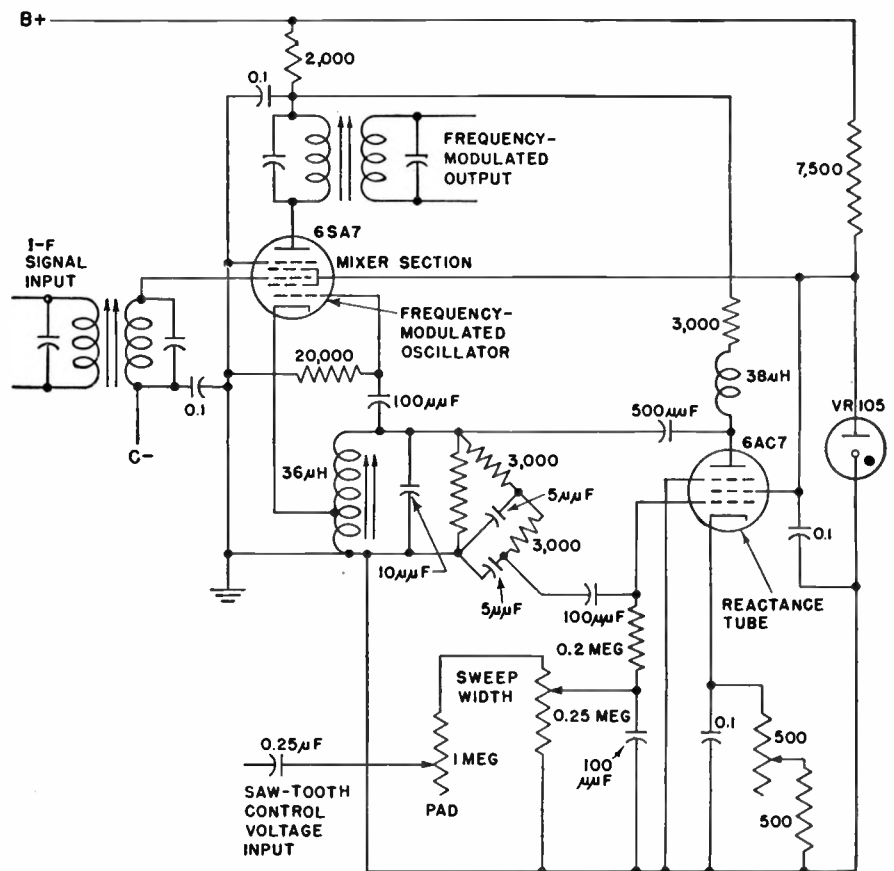 B+
2,000
0.1
FREQUENCY-
MODULATED
OUTPUT
7,500
6SA7
MIXER SECTION
I-F
SIGNAL
INPUT
FREQUENCY-
MODULATED
OSCILLATOR
3,000
20,000
0.1
100μμF
38μH
C-
500μμF
VR105
6AC7
36μH
3,000
5μμF
3,000
0.1
10μμF
5μμF
100μμF
REACTANCE
TUBE
0.2 MEG
SWEEP
WIDTH
0.25 MEG
0.1
500
0.25μF
1 MEG
100
μμF
500
SAW-TOOTH
CONTROL
VOLTAGE
INPUT
PAD